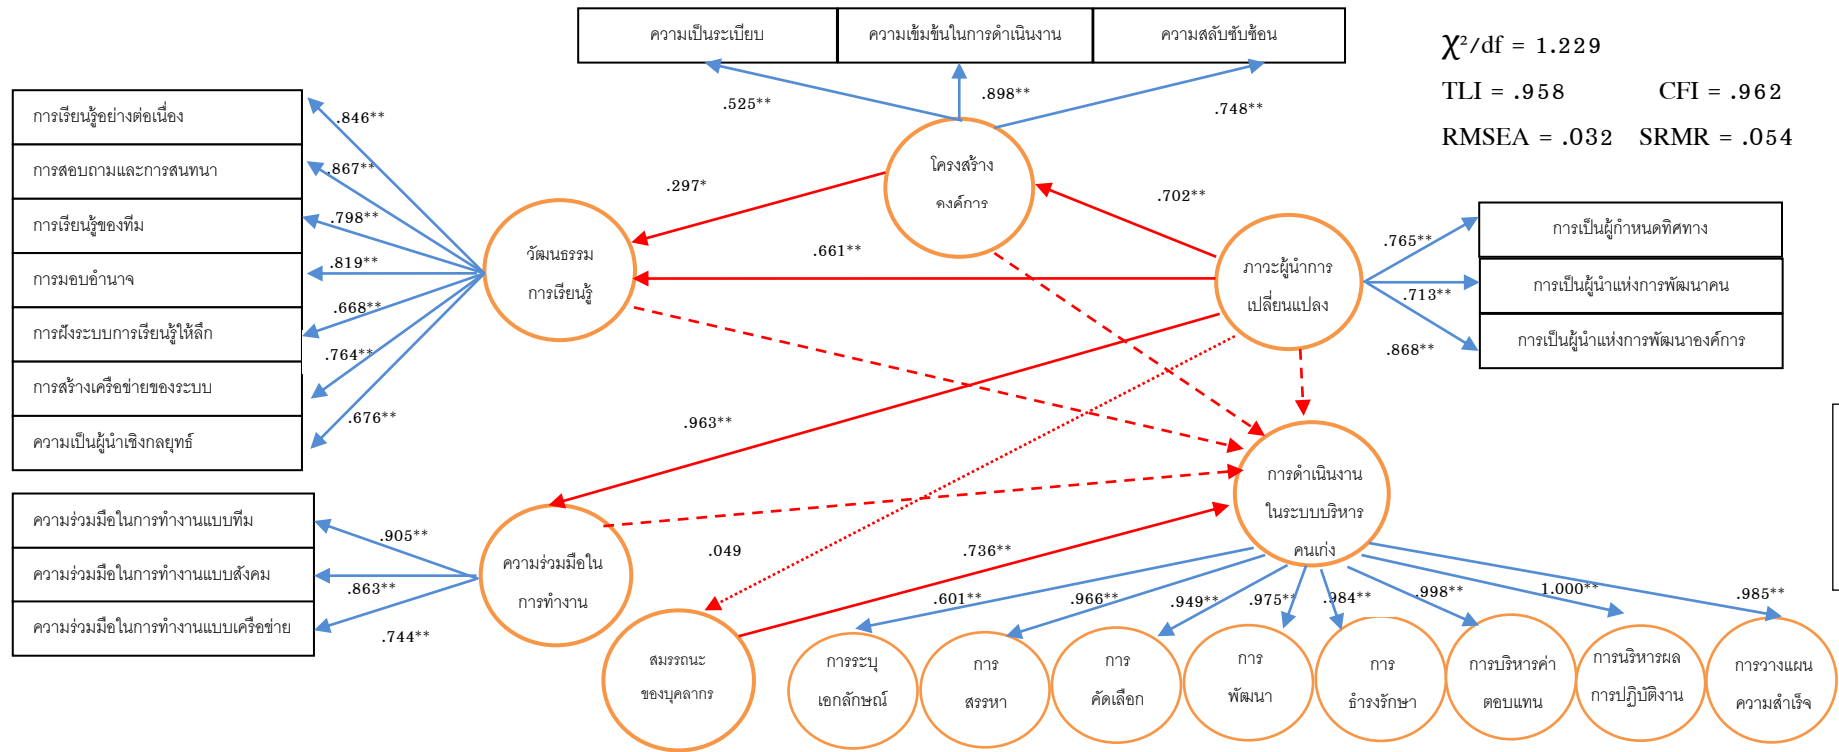 ความเป็นระเบียบ
ความเข้มข้นในการดำเนินงาน
ความสลับซับซ้อน
χ²/df = 1.229
TLI = .958 CFI = .962
RMSEA = .032 SRMR = .054
.525**
.898**
.748**
การเรียนรู้อย่างต่อเนื่อง
การสอบถามและการสนทนา
การเรียนรู้ของทีม
การมอบอำนาจ
การฝังระบบการเรียนรู้ให้ลึก
การสร้างเครือข่ายของระบบ
ความเป็นผู้นำเชิงกลยุทธ์
.846**
.867**
.798**
.819**
.668**
.764**
.676**
วัฒนธรรม
การเรียนรู้
โครงสร้าง
องค์การ
ภาวะผู้นำการ
เปลี่ยนแปลง
.297*
.702**
.661**
.765**
.713**
.868**
การเป็นผู้กำหนดทิศทาง
การเป็นผู้นำแห่งการพัฒนาคน
การเป็นผู้นำแห่งการพัฒนาองค์การ
.963**
ความร่วมมือในการทำงานแบบทีม
ความร่วมมือในการทำงานแบบสังคม
ความร่วมมือในการทำงานแบบเครือข่าย
.905**
.863**
.744**
ความร่วมมือใน
การทำงาน
.049
.736**
การดำเนินงาน
ในระบบบริหาร
คนเก่ง
สมรรถนะ
ของบุคลากร
.601**
.966**
.949**
.975**
.984**
.998**
1.000**
.985**
การระบุ
เอกลักษณ์
การ
สรรหา
การ
คัดเลือก
การ
พัฒนา
การ
ธำรงรักษา
การบริหารค่า
ตอบแทน
การนริหารผล
การปฏิบัติงาน
การวางแผน
ความสำเร็จ